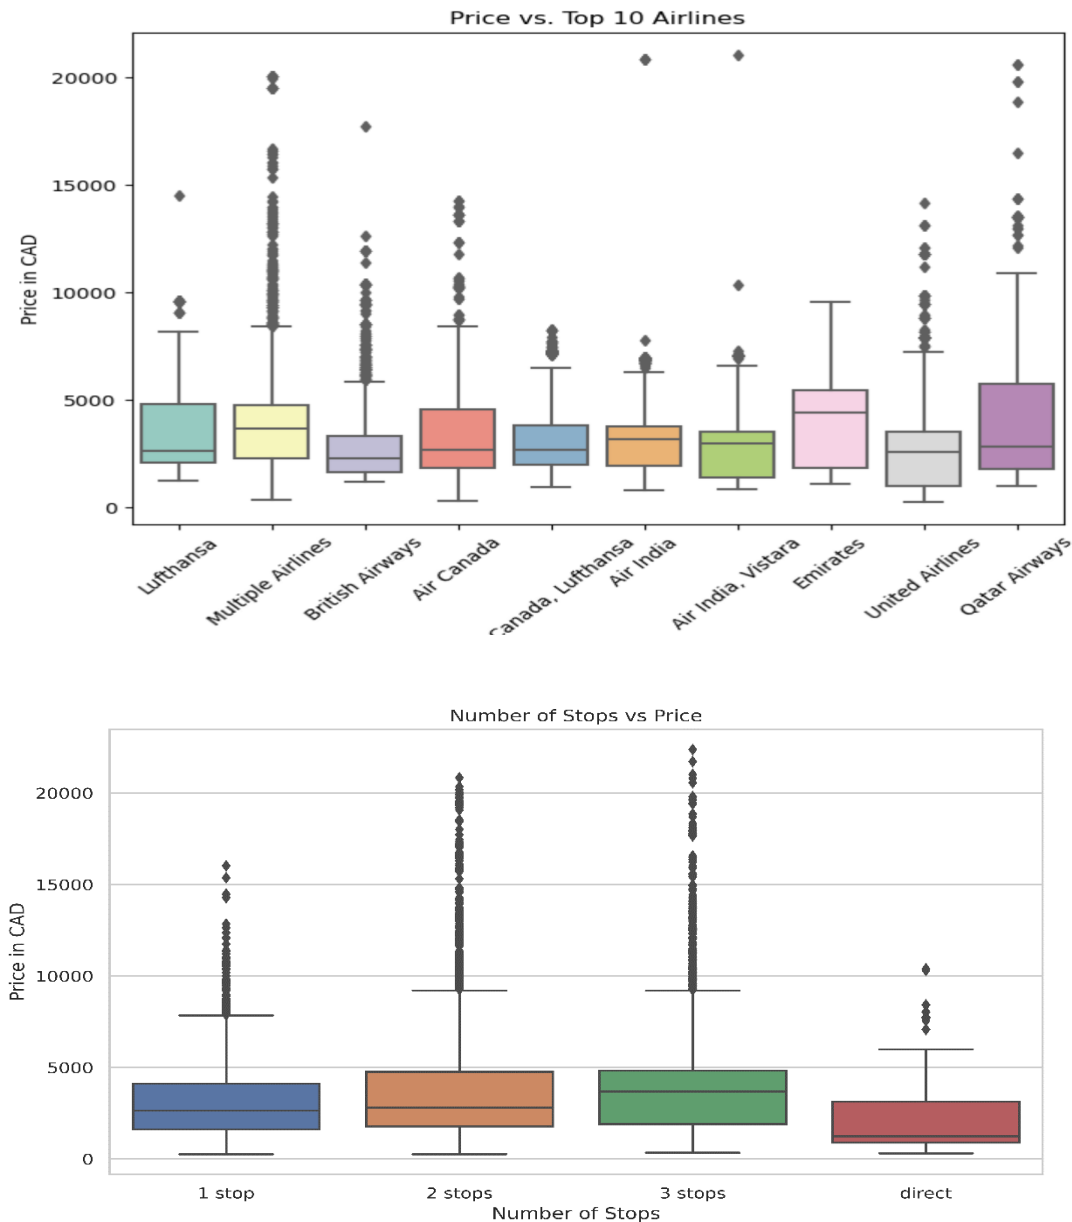 Price vs. Top 10 Airlines
20000
15000
10000
5000
0
Price in CAD
Lufthansa
Multiple Airlines
British Airways
Air Canada
Canada, Lufthansa
Air India
Air India, Vistara
Emirates
United Airlines
Qatar Airways
Number of Stops vs Price
20000
15000
10000
5000
0
Price in CAD
1 stop
2 stops
3 stops
direct
Number of Stops